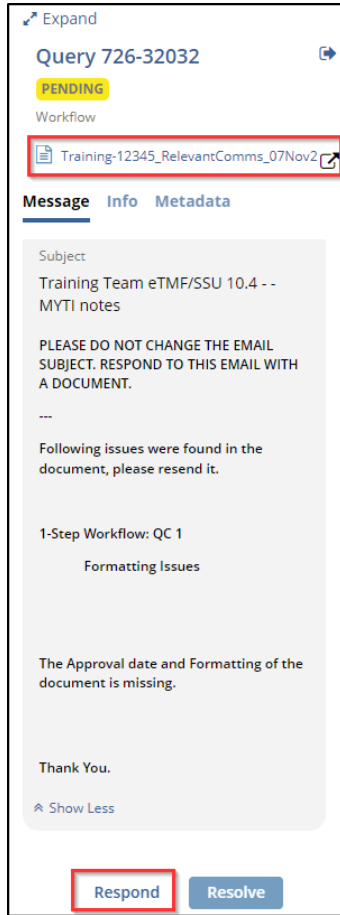 Expand
Query 726-32032
PENDING
Workflow
Training-12345_RelevantComms_07Nov2
Message Info Metadata
Subject
Training Team eTMF/SSU 10.4 - -
MYTI notes
PLEASE DO NOT CHANGE THE EMAIL
SUBJECT. RESPOND TO THIS EMAIL WITH
A DOCUMENT.
---
Following issues were found in the
document, please resend it.
1-Step Workflow: QC 1
Formatting Issues
The Approval date and Formatting of the
document is missing.
Thank You.
Show Less
Respond Resolve